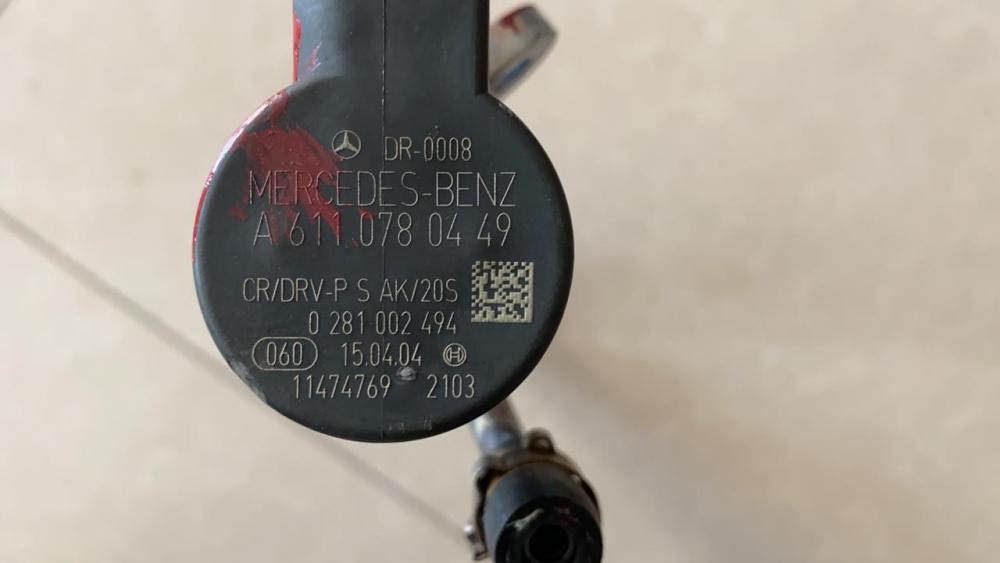 DR-0008
MERCEDES-BENZ
A 611 078 04 49
CR/DRV-P S AK/20S
0 281 002 494
060 15.04.04
11474769 2103